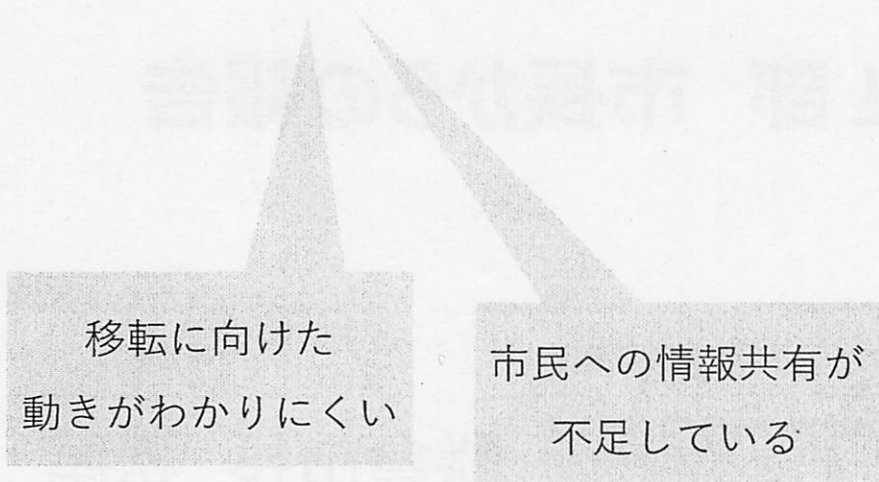 移転に向けた
動きがわかりにくい
市民への情報共有が
不足している